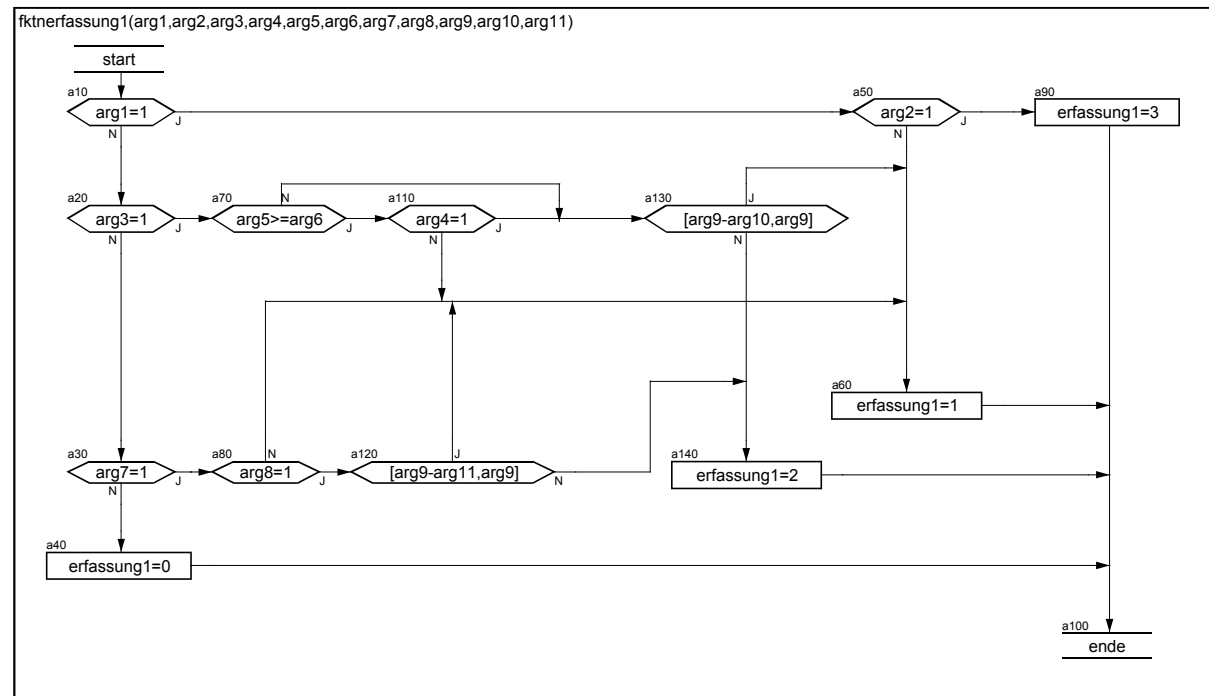 fktnerfassung1(arg1,arg2,arg3,arg4,arg5,arg6,arg7,arg8,arg9,arg10,arg11)
start
a10
arg1=1
J
N
a50
arg2=1
J
N
a90
erfassung1=3
a20
arg3=1
J
N
a70
arg5>=arg6
N
J
a110
arg4=1
J
N
a130
[arg9-arg10,arg9]
J
N
a60
erfassung1=1
a30
arg7=1
J
N
a80
arg8=1
N
J
a120
[arg9-arg11,arg9]
J
N
a140
erfassung1=2
a40
erfassung1=0
a100
ende